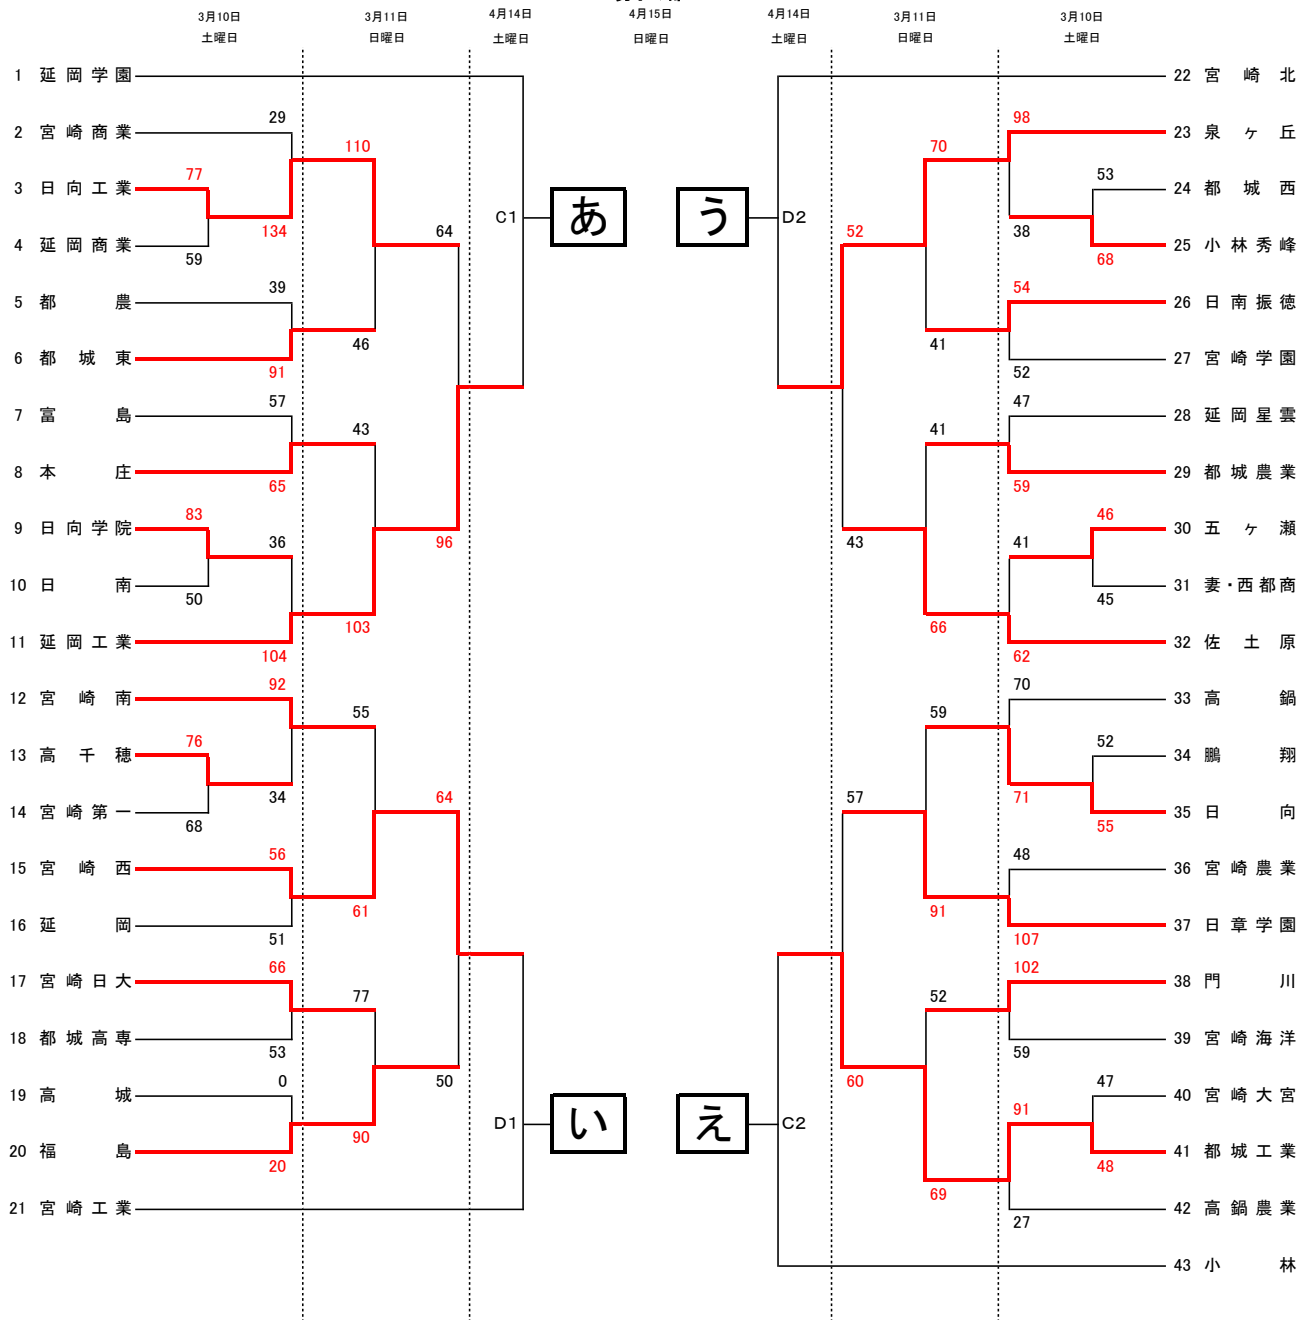 3月10日 3月11日 4月14日 4月15日 4月14日 3月11日 3月10日
土曜日 日曜日 土曜日 日曜日 土曜日 日曜日 土曜日
1 延岡学園
29
2 宮崎商業
110
77
3 日向工業
134
64
4 延岡商業
59
39
5 都農
46
6 都城東
91
57
7 富島
43
8 本庄
65
83
9 日向学院
36
96
10 日南
50
103
11 延岡工業
104
92
12 宮崎南
55
76
13 高千穂
34
64
14 宮崎第一
68
56
15 宮崎西
61
16 延岡
51
66
17 宮崎日大
77
18 都城高専
53
0
50
19 高城
90
20 福島
20
21 宮崎工業
C1
あ
D1
い
う
D2
え
C2
22 宮崎北
98
23 泉ヶ丘
70
53
24 都城西
38
52
25 小林秀峰
68
54
26 日南振徳
41
27 宮崎学園
52
47
28 延岡星雲
41
29 都城農業
59
46
30 五ヶ瀬
41
43
31 妻・西都商
45
66
32 佐土原
62
70
33 高鍋
59
52
34 鵬翔
71
57
35 日向
55
48
36 宮崎農業
91
37 日章学園
107
102
38 門川
52
39 宮崎海洋
59
60
47
40 宮崎大宮
91
41 都城工業
48
69
42 高鍋農業
27
43 小林